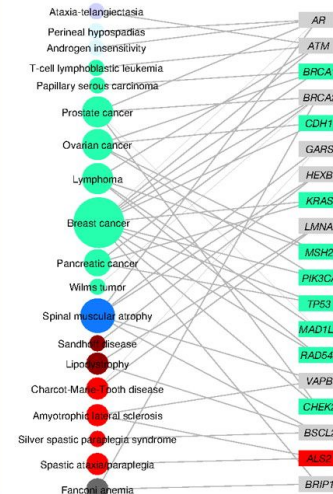 Ataxia-telangiectasia
Perineal hypospadias
Androgen insensitivity
T-cell lymphoblastic leukemia
Papillary serous carcinoma
Prostate cancer
Ovarian cancer
Lymphoma
Breast cancer
Pancreatic cancer
Wilms tumor
Spinal muscular atrophy
Sandhoff disease
Lipodystrophy
Charcot-Marie-Tooth disease
Amyotrophic lateral sclerosis
Silver spastic paraplegia syndrome
Spastic ataxia/paraplegia
Fanconi anemia
AR
ATM
BRCA
BRCA2
CDH1
GARS
HEXB
KRAS
LMNA
MSH2
PIK3C
TP53
MAD1L
RAD54
VAPB
CHEK
BSCL2
ALS2
BRIP1